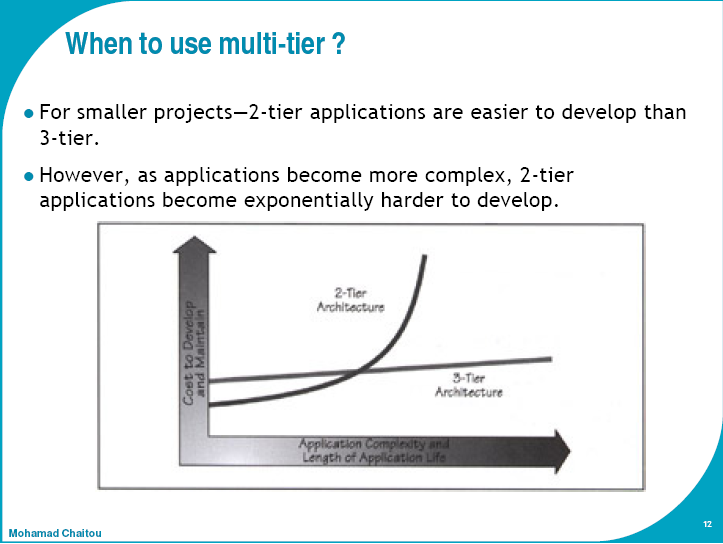 When to use multi-tier ?
For smaller projects—2-tier applications are easier to develop than
3-tier.
However, as applications become more complex, 2-tier
applications become exponentially harder to develop.
2-Tier
Architecture
Cost to Develop
and Maintain
3-Tier
Architecture
Application Complexity and
Length of Application Life
12
Mohamad Chaitou